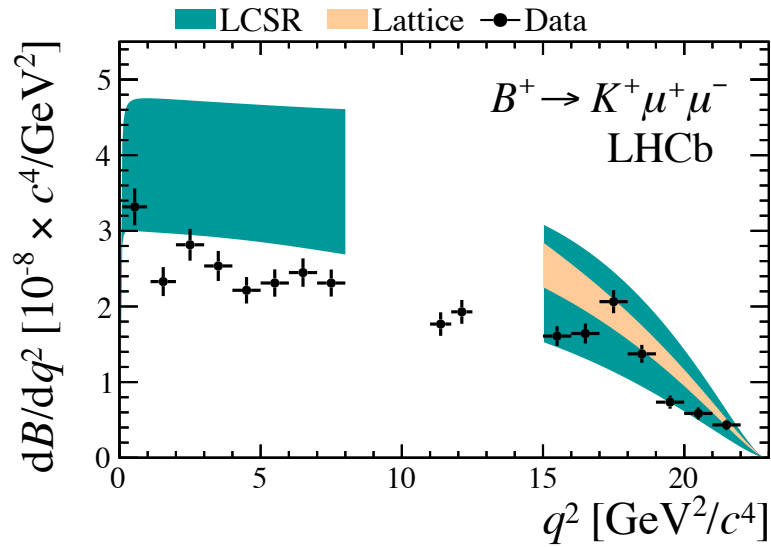 LCSR Lattice Data
B⁺ → K⁺μ⁺μ⁻
LHCb
dB/dq² [10⁻⁸ × c⁴/GeV²]
5
4
3
2
1
0
0 5 10 15 20
q² [GeV²/c⁴]